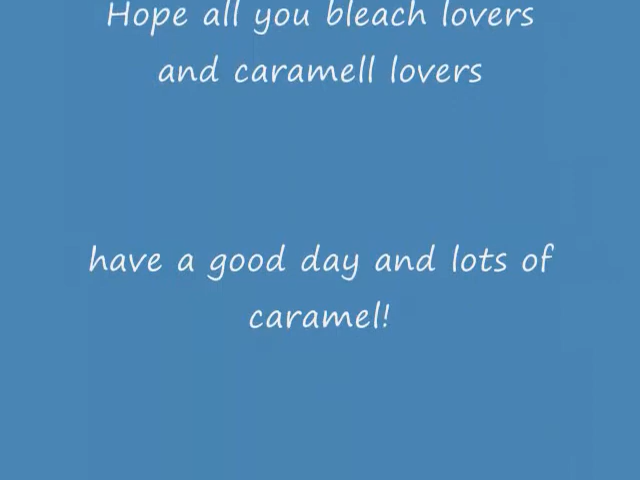 Hope all you bleach lovers
and caramell lovers
have a good day and lots of
caramel!